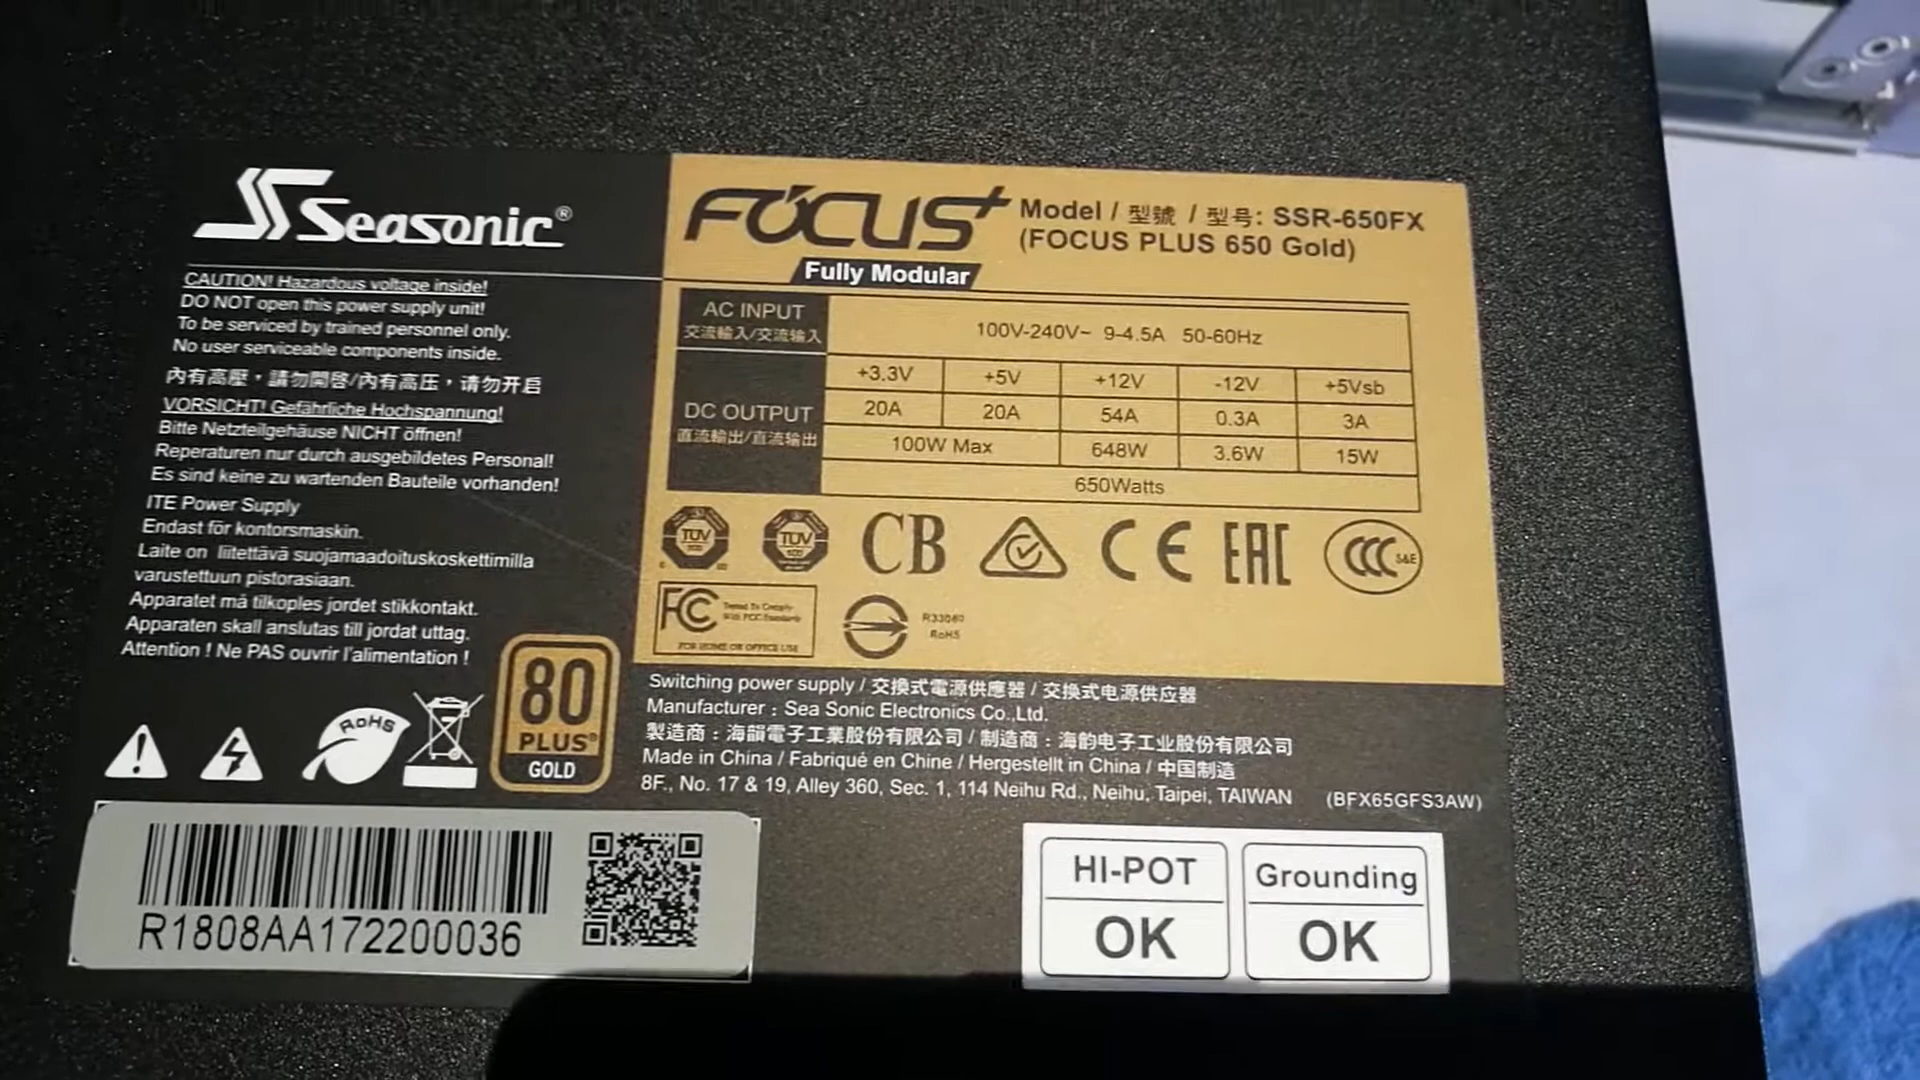 Seasonic®
CAUTION! Hazardous voltage inside!
DO NOT open this power supply unit!
To be serviced by trained personnel only.
No user serviceable components inside.
內有高壓，請勿開啓/內有高压，请勿开启
VORSICHT! Gefährliche Hochspannung!
Bitte Netzteilgehäuse NICHT öffnen!
Reperaturen nur durch ausgebildetes Personal!
Es sind keine zu wartenden Bauteile vorhanden!
ITE Power Supply
Endast för kontorsmaskin.
Laite on liitettävä suojamaadoituskoskettimilla
varustettuun pistorasiaan.
Apparatet må tilkoples jordet stikkontakt.
Apparaten skall anslutas till jordat uttag.
Attention ! Ne PAS ouvrir l'alimentation !
RoHS
80
PLUS®
GOLD
FOCUS+
Fully Modular
Model / 型號 / 型号: SSR-650FX
(FOCUS PLUS 650 Gold)
AC INPUT
交流輸入/交流输入
100V-240V~ 9-4.5A 50-60Hz
DC OUTPUT
直流輸出/直流输出
+3.3V +5V +12V -12V +5Vsb
20A 20A 54A 0.3A 3A
100W Max 648W 3.6W 15W
650Watts
TÜV TÜV CB CE EAC CCC S&E
FC Tested To Comply
With FCC Standards
FOR HOME OR OFFICE USE
RoHS
Switching power supply / 交換式電源供應器 / 交换式电源供应器
Manufacturer : Sea Sonic Electronics Co.,Ltd.
製造商：海韻電子工業股份有限公司 / 制造商：海韵电子工业股份有限公司
Made in China / Fabriqué en Chine / Hergestellt in China / 中国制造
8F., No. 17 & 19, Alley 360, Sec. 1, 114 Neihu Rd., Neihu, Taipei, TAIWAN (BFX65GFS3AW)
R1808AA172200036
HI-POT
OK
Grounding
OK